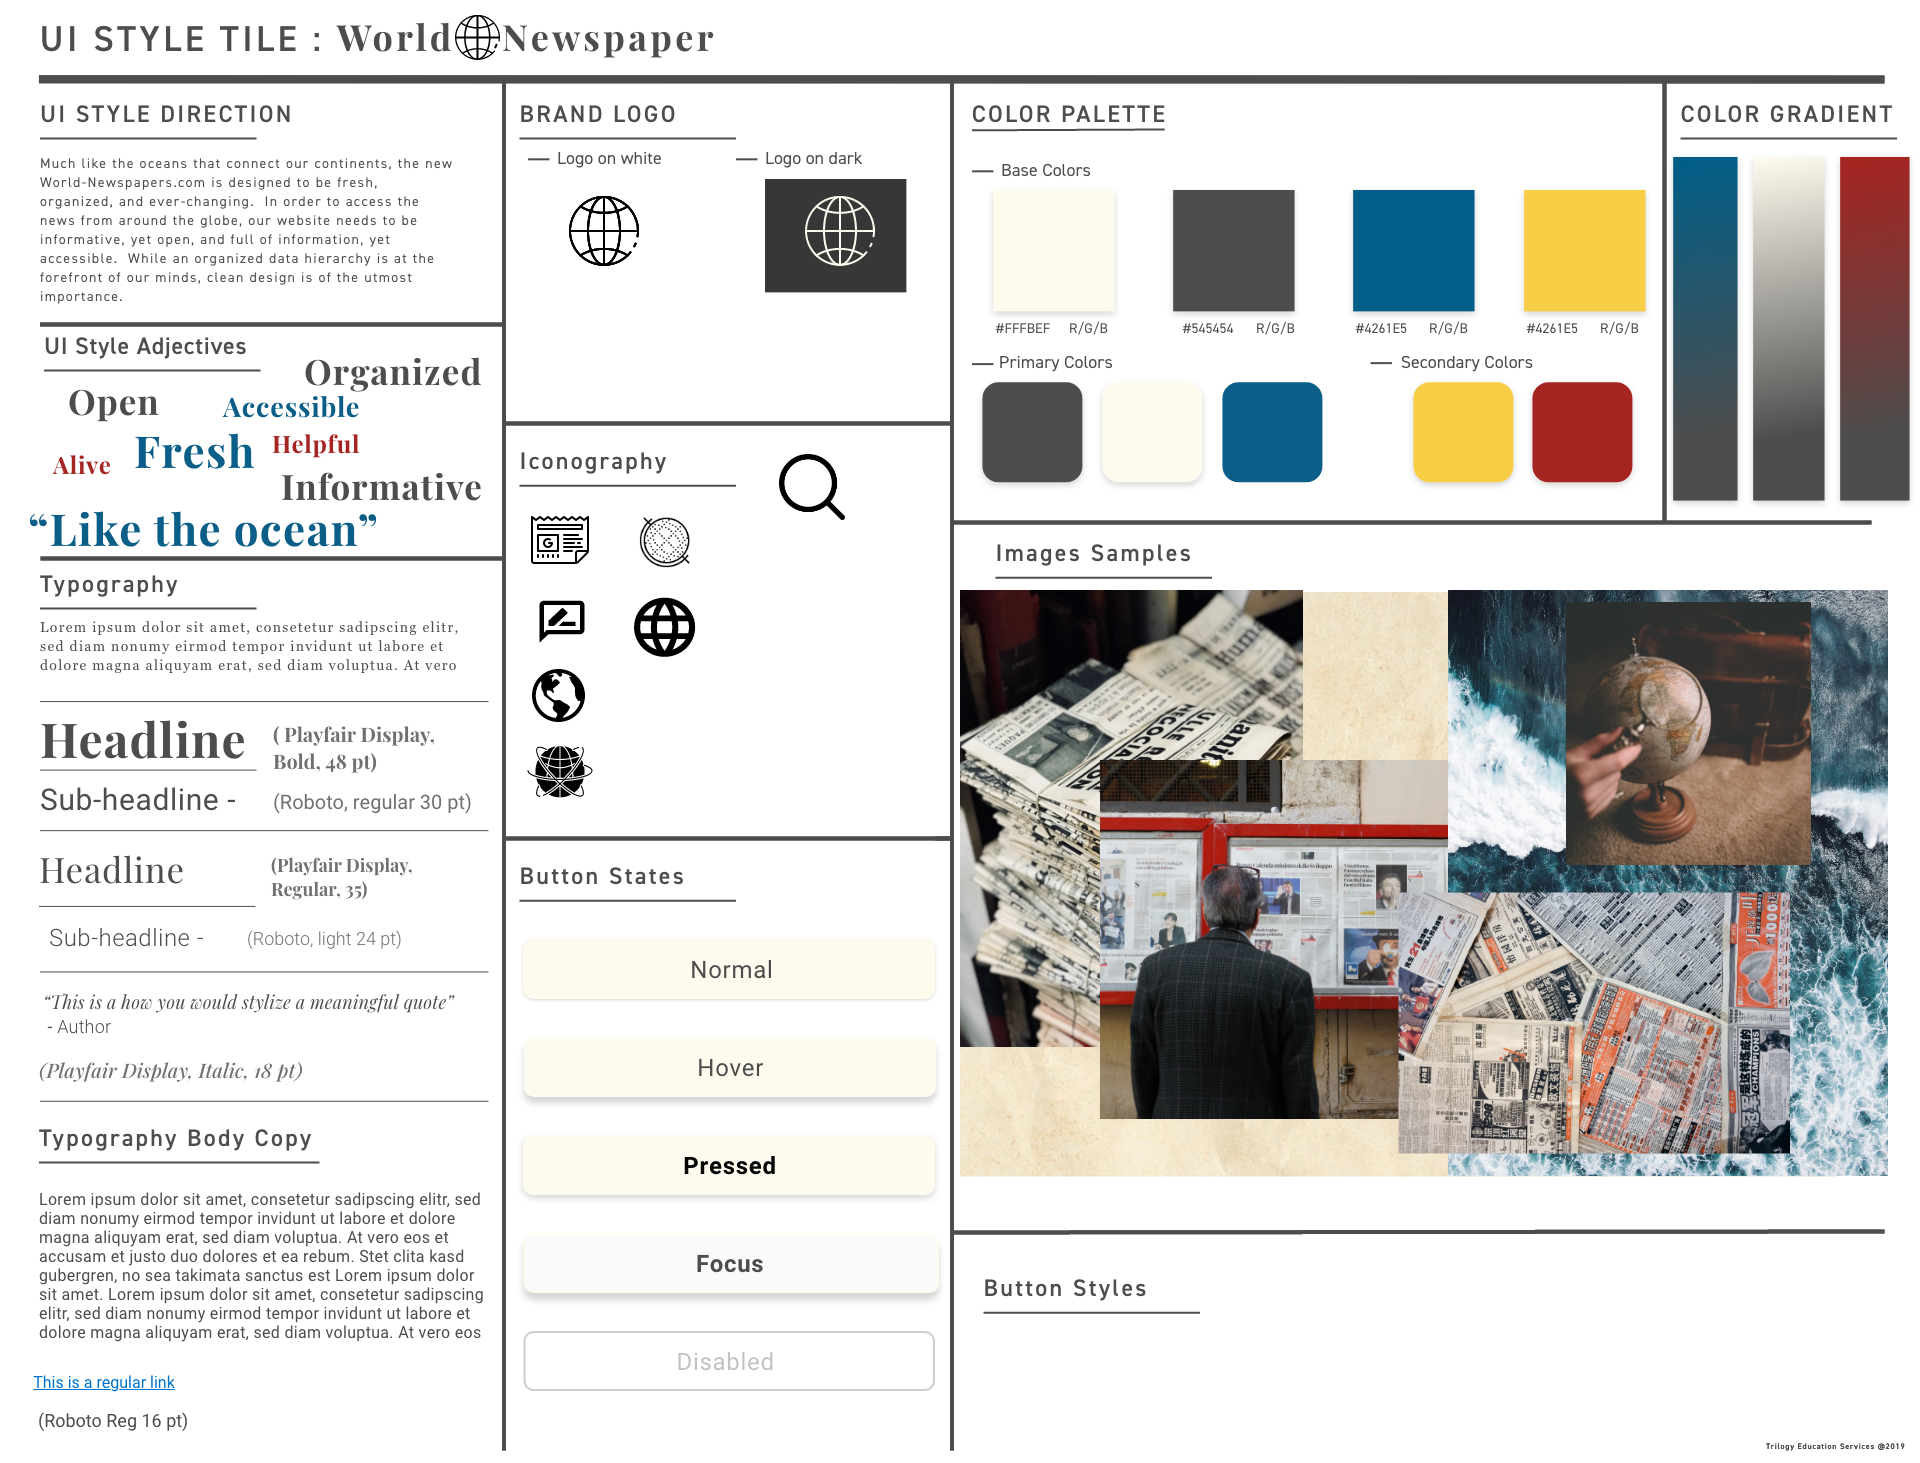 UI STYLE TILE : World Newspaper
UI STYLE DIRECTION
Much like the oceans that connect our continents, the new
World-Newspapers.com is designed to be fresh,
organized, and ever-changing. In order to access the
news from around the globe, our website needs to be
informative, yet open, and full of information, yet
accessible. While an organized data hierarchy is at the
forefront of our minds, clean design is of the utmost
importance.
UI Style Adjectives
Organized
Open
Accessible
Fresh
Helpful
Alive
Informative
“Like the ocean”
Typography
Lorem ipsum dolor sit amet, consetetur sadipscing elitr,
sed diam nonumy eirmod tempor invidunt ut labore et
dolore magna aliquyam erat, sed diam voluptua. At vero
Headline
( Playfair Display,
Bold, 48 pt)
Sub-headline -
(Roboto, regular 30 pt)
Headline
(Playfair Display,
Regular, 35)
Sub-headline -
(Roboto, light 24 pt)
“This is a how you would stylize a meaningful quote”
- Author
(Playfair Display, Italic, 18 pt)
Typography Body Copy
Lorem ipsum dolor sit amet, consetetur sadipscing elitr, sed
diam nonumy eirmod tempor invidunt ut labore et dolore
magna aliquyam erat, sed diam voluptua. At vero eos et
accusam et justo duo dolores et ea rebum. Stet clita kasd
gubergren, no sea takimata sanctus est Lorem ipsum dolor
sit amet. Lorem ipsum dolor sit amet, consetetur sadipscing
elitr, sed diam nonumy eirmod tempor invidunt ut labore et
dolore magna aliquyam erat, sed diam voluptua. At vero eos
This is a regular link
(Roboto Reg 16 pt)
BRAND LOGO
Logo on white
Logo on dark
Iconography
G
Button States
Normal
Hover
Pressed
Focus
Disabled
COLOR PALETTE
Base Colors
#FFFBEF R/G/B
#545454 R/G/B
#4261E5 R/G/B
#4261E5 R/G/B
Primary Colors
Secondary Colors
COLOR GRADIENT
Images Samples
CHAMPIONS
Button Styles
Trilogy Education Services @2019